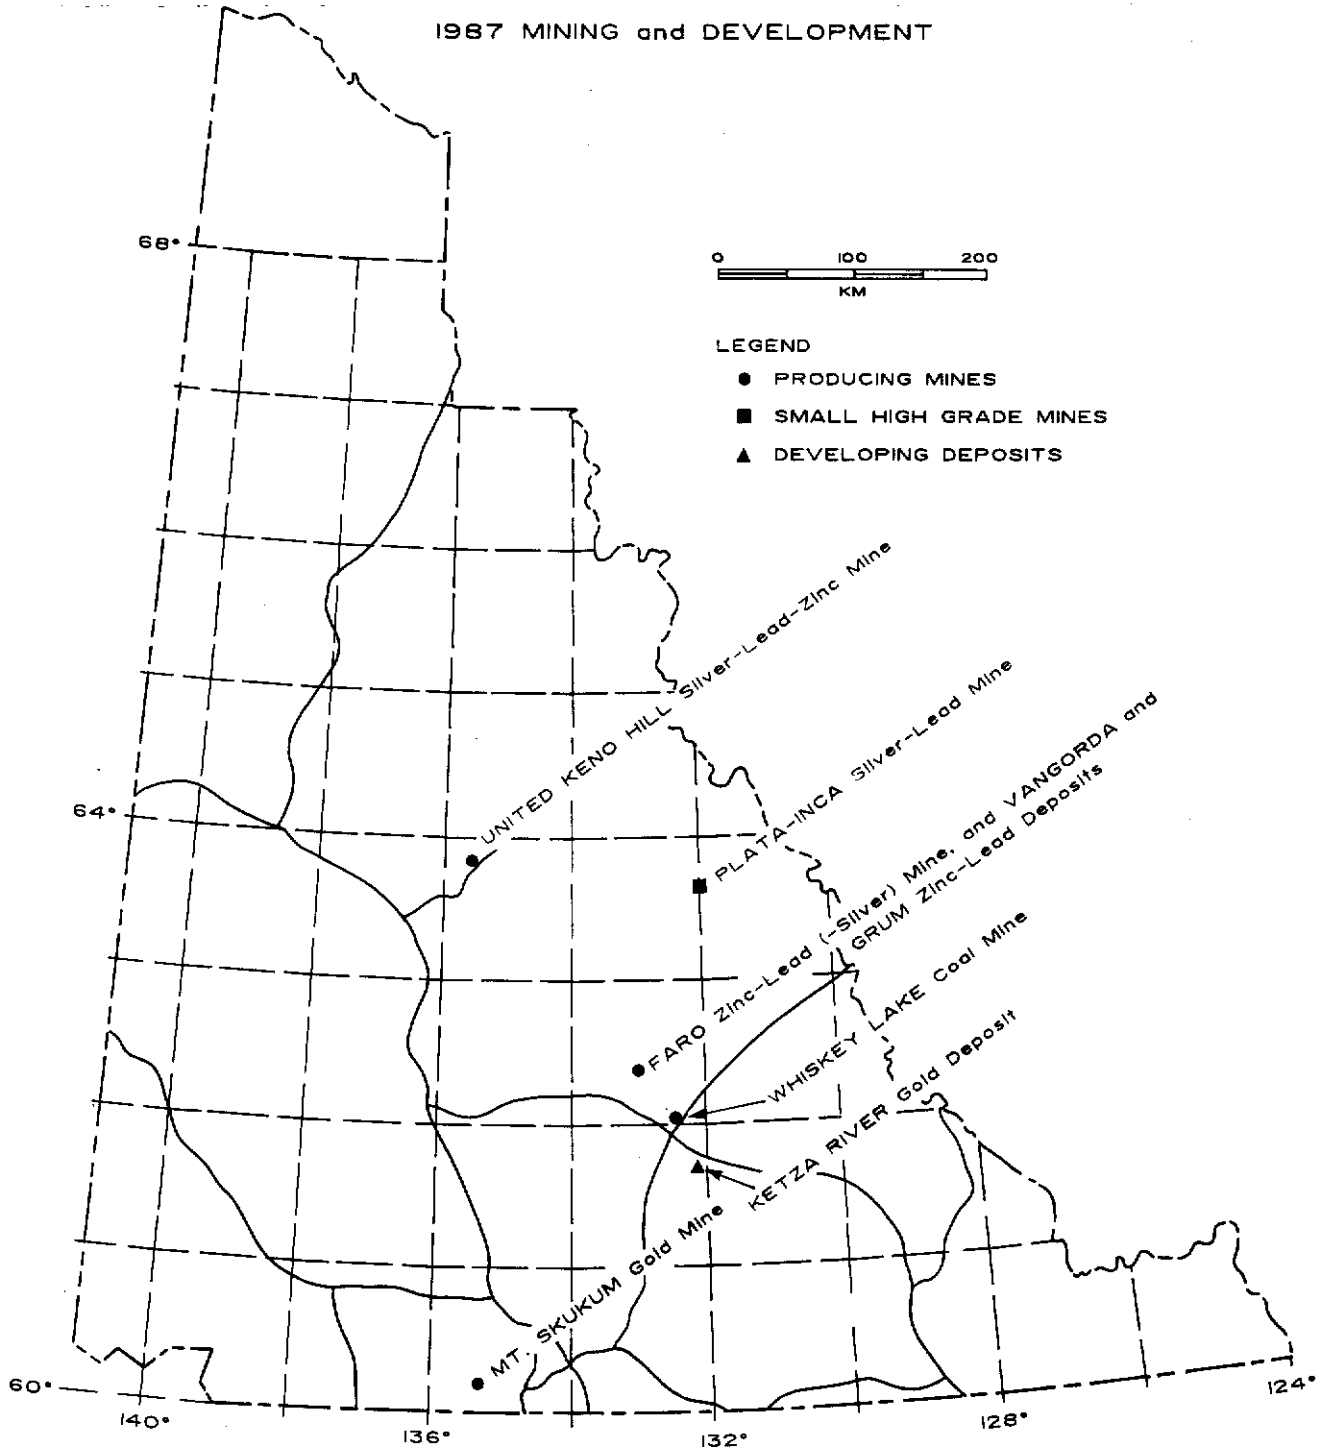 1987 MINING and DEVELOPMENT
68°
0 100 200
KM
LEGEND
PRODUCING MINES
SMALL HIGH GRADE MINES
DEVELOPING DEPOSITS
UNITED KENO HILL Silver-Lead-Zinc Mine
PLATA-INCA Silver-Lead Mine
64°
FARO Zinc-Lead (-Silver) Mine, and VANGORDA and
GRUM Zinc-Lead Deposits
WHISKEY LAKE Coal Mine
KETZA RIVER Gold Deposit
MT. SKUKUM Gold Mine
60°
140°
136°
132°
128°
124°